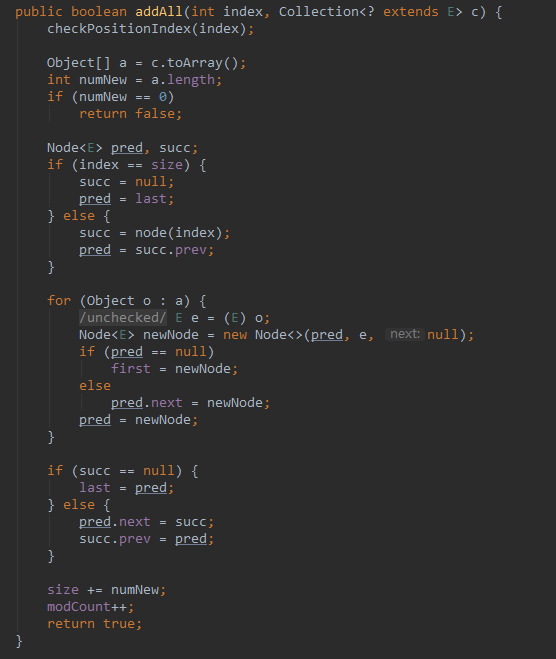 public boolean addAll(int index, Collection<? extends E> c) {
    checkPositionIndex(index);

    Object[] a = c.toArray();
    int numNew = a.length;
    if (numNew == 0)
        return false;

    Node<E> pred, succ;
    if (index == size) {
        succ = null;
        pred = last;
    } else {
        succ = node(index);
        pred = succ.prev;
    }

    for (Object o : a) {
        /unchecked/ E e = (E) o;
        Node<E> newNode = new Node<>(pred, e, next: null);
        if (pred == null)
            first = newNode;
        else
            pred.next = newNode;
        pred = newNode;
    }

    if (succ == null) {
        last = pred;
    } else {
        pred.next = succ;
        succ.prev = pred;
    }

    size += numNew;
    modCount++;
    return true;
}